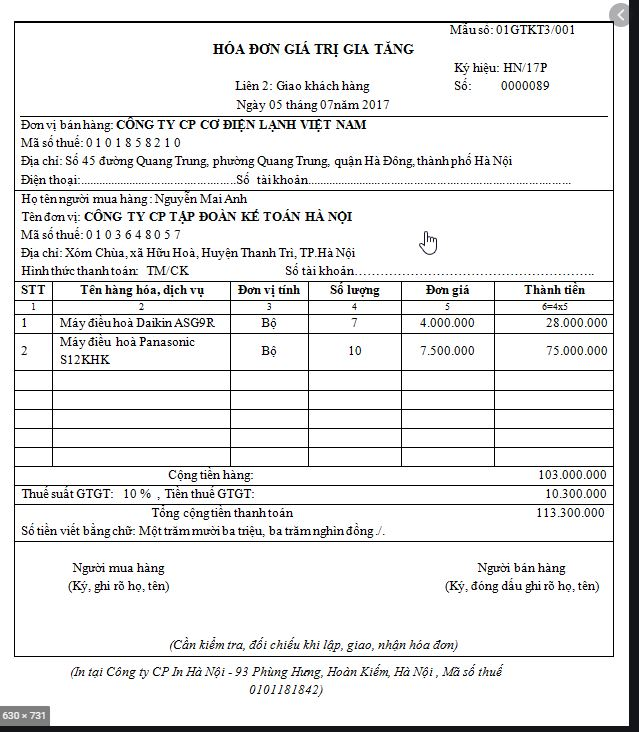 Mẫu số: 01GTKT3/001
HÓA ĐƠN GIÁ TRỊ GIA TĂNG
Ký hiệu: HN/17P
Liên 2: Giao khách hàng Số: 0000089
Ngày 05 tháng 07năm 2017
Đơn vị bán hàng: CÔNG TY CP CƠ ĐIỆN LẠNH VIỆT NAM
Mã số thuế: 0 1 0 1 8 5 8 2 1 0
Địa chỉ: Số 45 đường Quang Trung, phường Quang Trung, quận Hà Đông, thành phố Hà Nội
Điện thoại:..........................................Số tài khoản......................................................................
Họ tên người mua hàng: Nguyễn Mai Anh
Tên đơn vị: CÔNG TY CP TẬP ĐOÀN KẾ TOÁN HÀ NỘI
Mã số thuế: 0 1 0 3 6 4 8 0 5 7
Địa chỉ: Xóm Chùa, xã Hữu Hoà, Huyện Thanh Trì, TP.Hà Nội
Hình thức thanh toán: TM/CK Số tài khoản…………………………………………………..
STT Tên hàng hóa, dịch vụ Đơn vị tính Số lượng Đơn giá Thành tiền
1 2 3 4 5 6=4x5
1 Máy điều hoà Daikin ASG9R Bộ 7 4.000.000 28.000.000
2 Máy điều hoà Panasonic S12KHK Bộ 10 7.500.000 75.000.000
Cộng tiền hàng: 103.000.000
Thuế suất GTGT: 10 % , Tiền thuế GTGT: 10.300.000
Tổng cộng tiền thanh toán 113.300.000
Số tiền viết bằng chữ: Một trăm mười ba triệu, ba trăm nghìn đồng ./.
Người mua hàng Người bán hàng
(Ký, ghi rõ họ, tên) (Ký, đóng dấu ghi rõ họ, tên)
(Cần kiểm tra, đối chiếu khi lập, giao, nhận hóa đơn)
(In tại Công ty CP In Hà Nội - 93 Phùng Hưng, Hoàn Kiếm, Hà Nội , Mã số thuế
0101181842)
630 × 731